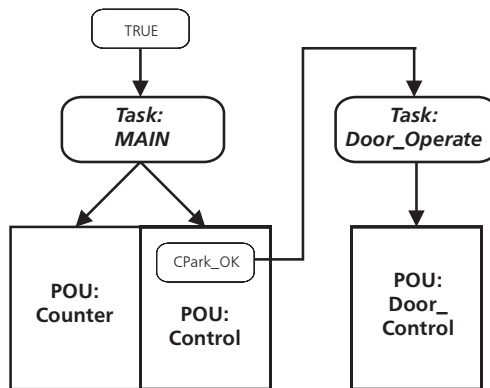 TRUE
Task:
MAIN
Task:
Door_Operate
POU:
Counter
CPark_OK
POU:
Control
POU:
Door_
Control